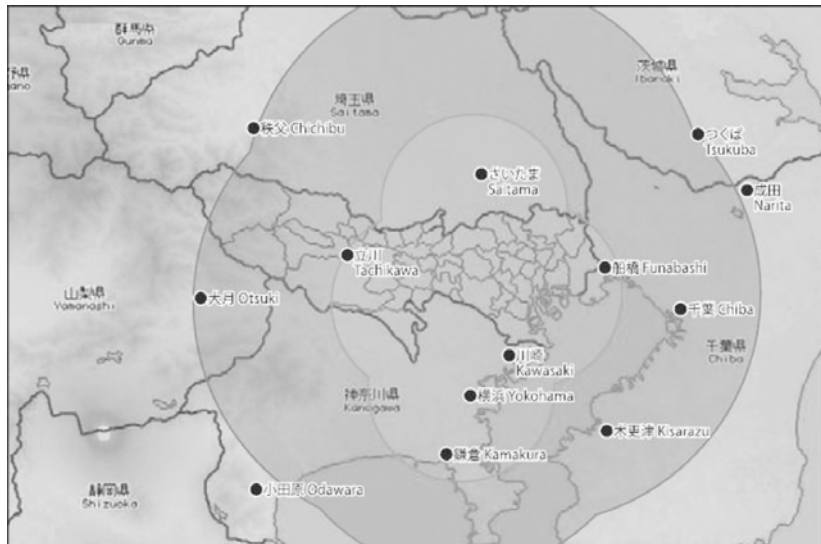 群馬県
Gunma
茨城県
Ibaraki
埼玉県
Saitama
秩父 Chichibu
つくば
Tsukuba
さいたま
Saitama
成田
Narita
立川
Tachikawa
船橋 Funabashi
山梨県
Yamanashi
大月 Otsuki
千葉 Chiba
川崎
Kawasaki
千葉県
Chiba
神奈川県
Kanagawa
横浜 Yokohama
木更津 Kisarazu
鎌倉 Kamakura
静岡県
Shizuoka
小田原 Odawara